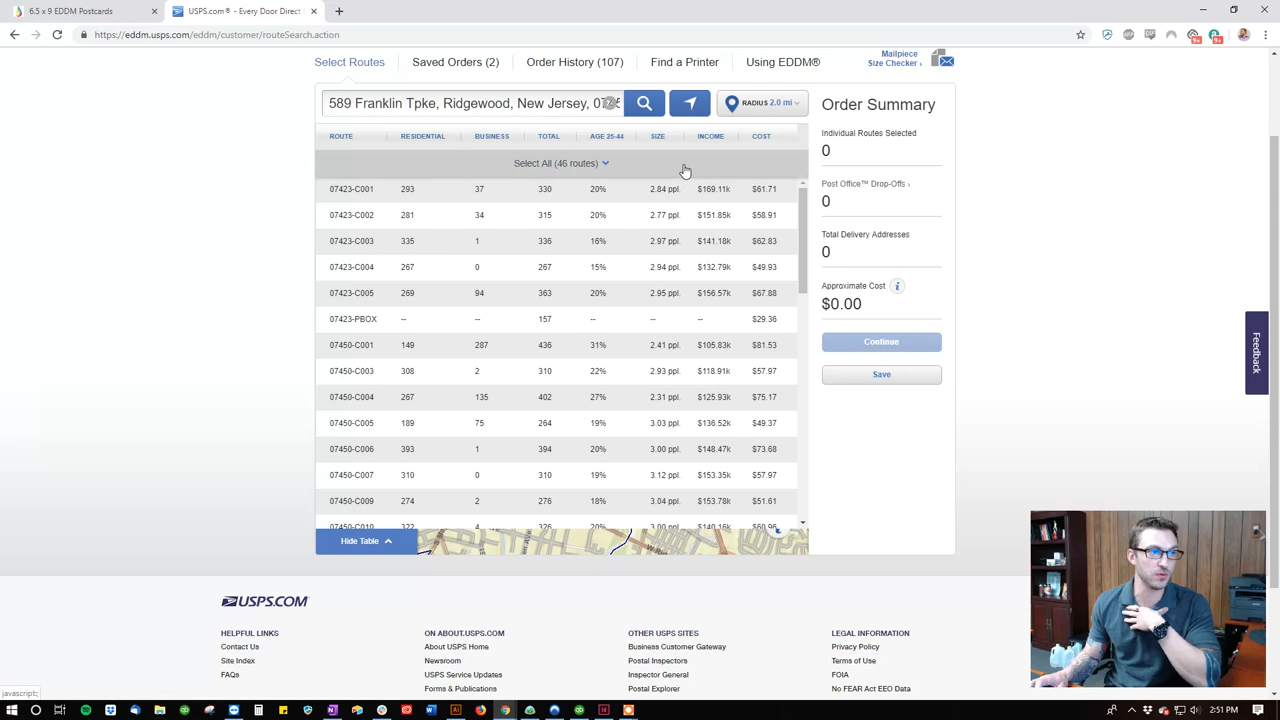 6.5 x 9 EDDM Postcards
USPS.com® - Every Door Direct
https://eddm.usps.com/eddm/customer/routeSearch.action
Select Routes
Saved Orders (2)
Order History (107)
Find a Printer
Using EDDM®
Mailpiece
Size Checker ›
589 Franklin Tpke, Ridgewood, New Jersey,
RADIUS 2.0 mi
Order Summary
ROUTE RESIDENTIAL BUSINESS TOTAL AGE 25-44 SIZE INCOME COST
Select All (46 routes)
07423-C001 293 37 330 20% 2.84 ppl. $169.11k $61.71
07423-C002 281 34 315 20% 2.77 ppl. $151.85k $58.91
07423-C003 335 1 336 16% 2.97 ppl. $141.18k $62.83
07423-C004 267 0 267 15% 2.94 ppl. $132.79k $49.93
07423-C005 269 94 363 20% 2.95 ppl. $156.57k $67.88
07423-PBOX -- -- 157 -- -- -- $29.36
07450-C001 149 287 436 31% 2.41 ppl. $105.83k $81.53
07450-C003 308 2 310 22% 2.93 ppl. $118.91k $57.97
07450-C004 267 135 402 27% 2.31 ppl. $125.93k $75.17
07450-C005 189 75 264 19% 3.03 ppl. $136.52k $49.37
07450-C006 393 1 394 20% 3.00 ppl. $148.47k $73.68
07450-C007 310 0 310 19% 3.12 ppl. $153.35k $57.97
07450-C009 274 2 276 18% 3.04 ppl. $153.78k $51.61
07450-C010 322 4 326 20% 3.00 ppl. $140.16k $60.96
Individual Routes Selected
0
Post Office™ Drop-Offs ›
0
Total Delivery Addresses
0
Approximate Cost i
$0.00
Continue
Save
Feedback
Hide Table
USPS.COM®
HELPFUL LINKS
Contact Us
Site Index
FAQs
ON ABOUT.USPS.COM
About USPS Home
Newsroom
USPS Service Updates
Forms & Publications
OTHER USPS SITES
Business Customer Gateway
Postal Inspectors
Inspector General
Postal Explorer
LEGAL INFORMATION
Privacy Policy
Terms of Use
FOIA
No FEAR Act EEO Data
javascript:;
2:51 PM